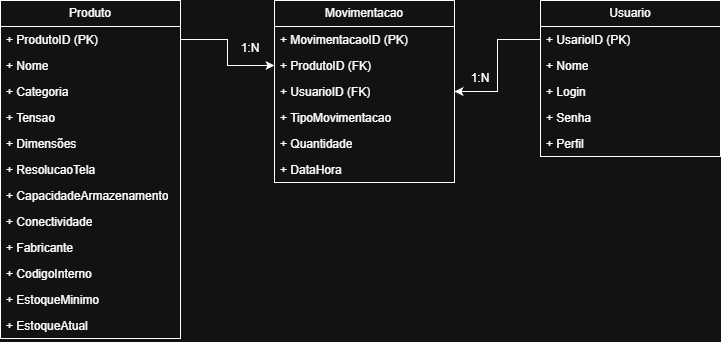 Produto
+ ProdutoID (PK)
+ Nome
+ Categoria
+ Tensao
+ Dimensões
+ ResolucaoTela
+ CapacidadeArmazenamento
+ Conectividade
+ Fabricante
+ CodigoInterno
+ EstoqueMinimo
+ EstoqueAtual
1:N
Movimentacao
+ MovimentacaoID (PK)
+ ProdutoID (FK)
+ UsuarioID (FK)
+ TipoMovimentacao
+ Quantidade
+ DataHora
1:N
Usuario
+ UsarioID (PK)
+ Nome
+ Login
+ Senha
+ Perfil